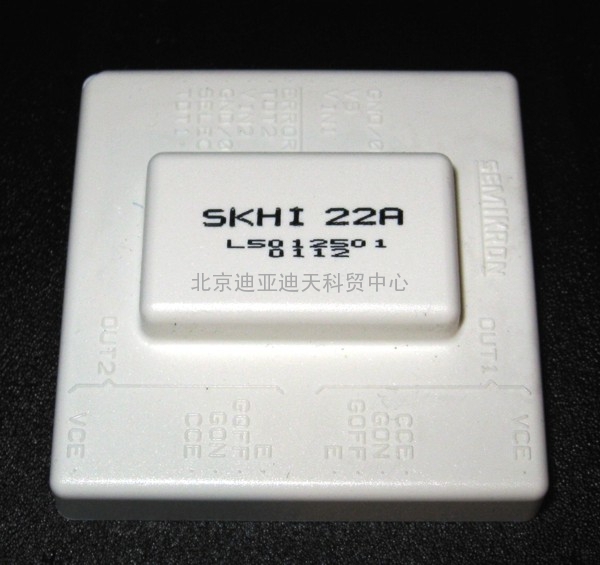 TDT1
SELECT
GND/0
VIN2
TDT2
ERROR
VIN1
VS
GND/0
SKHI 22A
L5012501
0112
北京迪亚迪天科贸中心
SEMIKRON
OUT2
OUT1
VCE
CCE
GON
GOFF
E
E
GOFF
GON
CCE
VCE